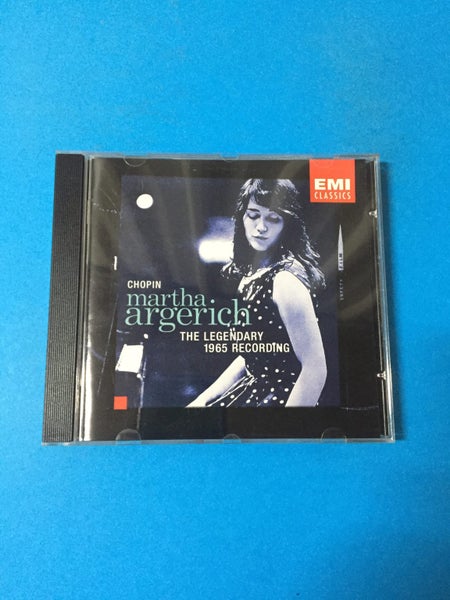 EMI
CLASSICS
CHOPIN
martha
argerich
THE LEGENDARY
1965 RECORDING